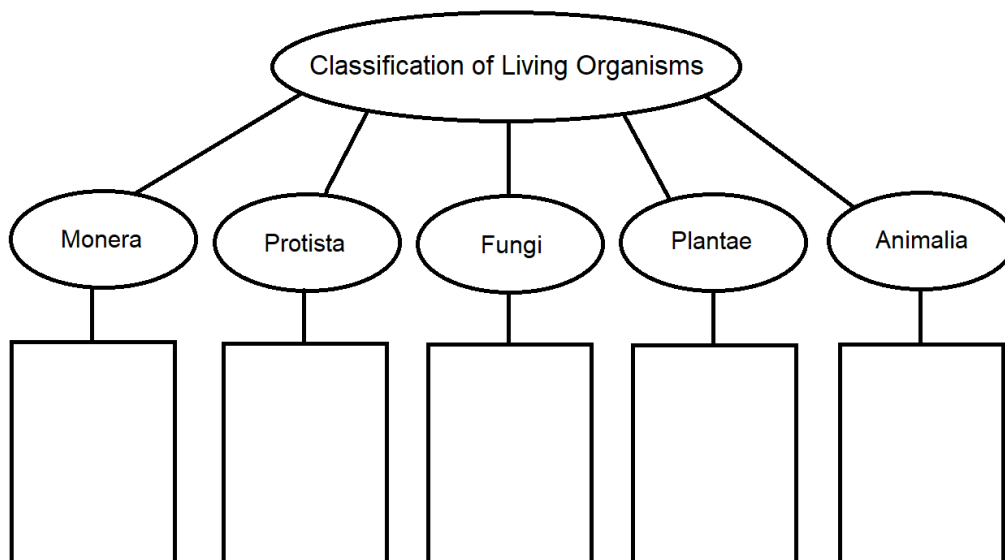 Classification of Living Organisms
Monera
Protista
Fungi
Plantae
Animalia